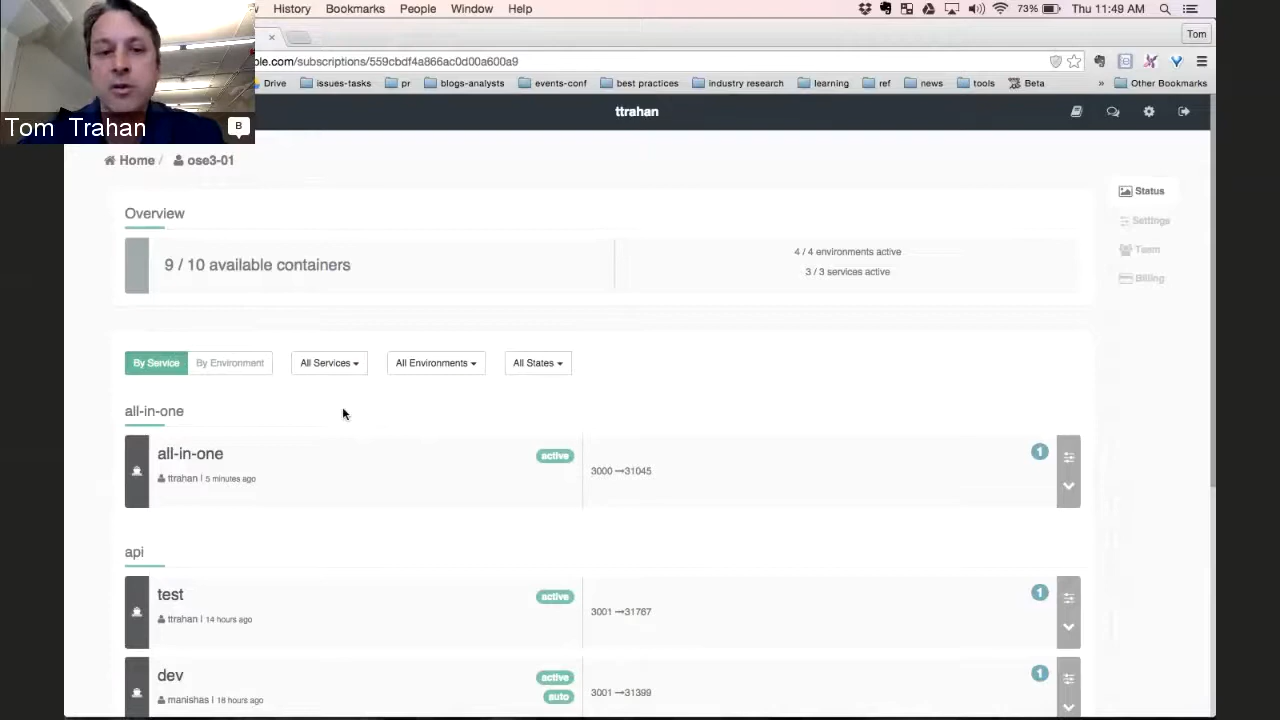 History Bookmarks People Window Help
73% Thu 11:49 AM
Tom
ble.com/subscriptions/559cbdf4a866ac0d00a600a9
Drive issues-tasks pr blogs-analysts events-conf best practices industry research learning ref news tools Beta » Other Bookmarks
ttrahan
Tom Trahan
B
Home / ose3-01
Status
Settings
Team
Billing
Overview
9 / 10 available containers
4 / 4 environments active
3 / 3 services active
By Service By Environment All Services All Environments All States
all-in-one
all-in-one active 3000 →31045 1
ttrahan | 5 minutes ago
api
test active 3001 →31767 1
ttrahan | 14 hours ago
dev active 3001 →31399 1
manishas | 16 hours ago auto